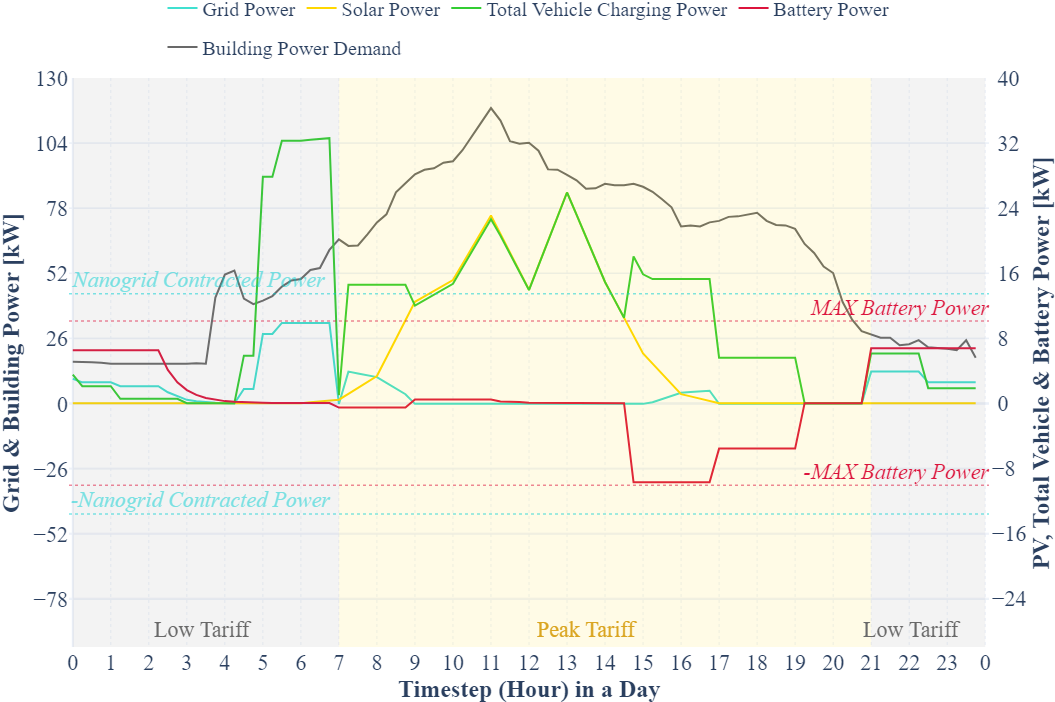 Grid Power Solar Power Total Vehicle Charging Power Battery Power
Building Power Demand
130
104
78
52
26
0
−26
−52
−78
40
32
24
16
8
0
−8
−16
−24
Grid & Building Power [kW]
PV, Total Vehicle & Battery Power [kW]
Nanogrid Contracted Power
MAX Battery Power
-MAX Battery Power
-Nanogrid Contracted Power
Low Tariff Peak Tariff Low Tariff
0 1 2 3 4 5 6 7 8 9 10 11 12 13 14 15 16 17 18 19 20 21 22 23 0
Timestep (Hour) in a Day